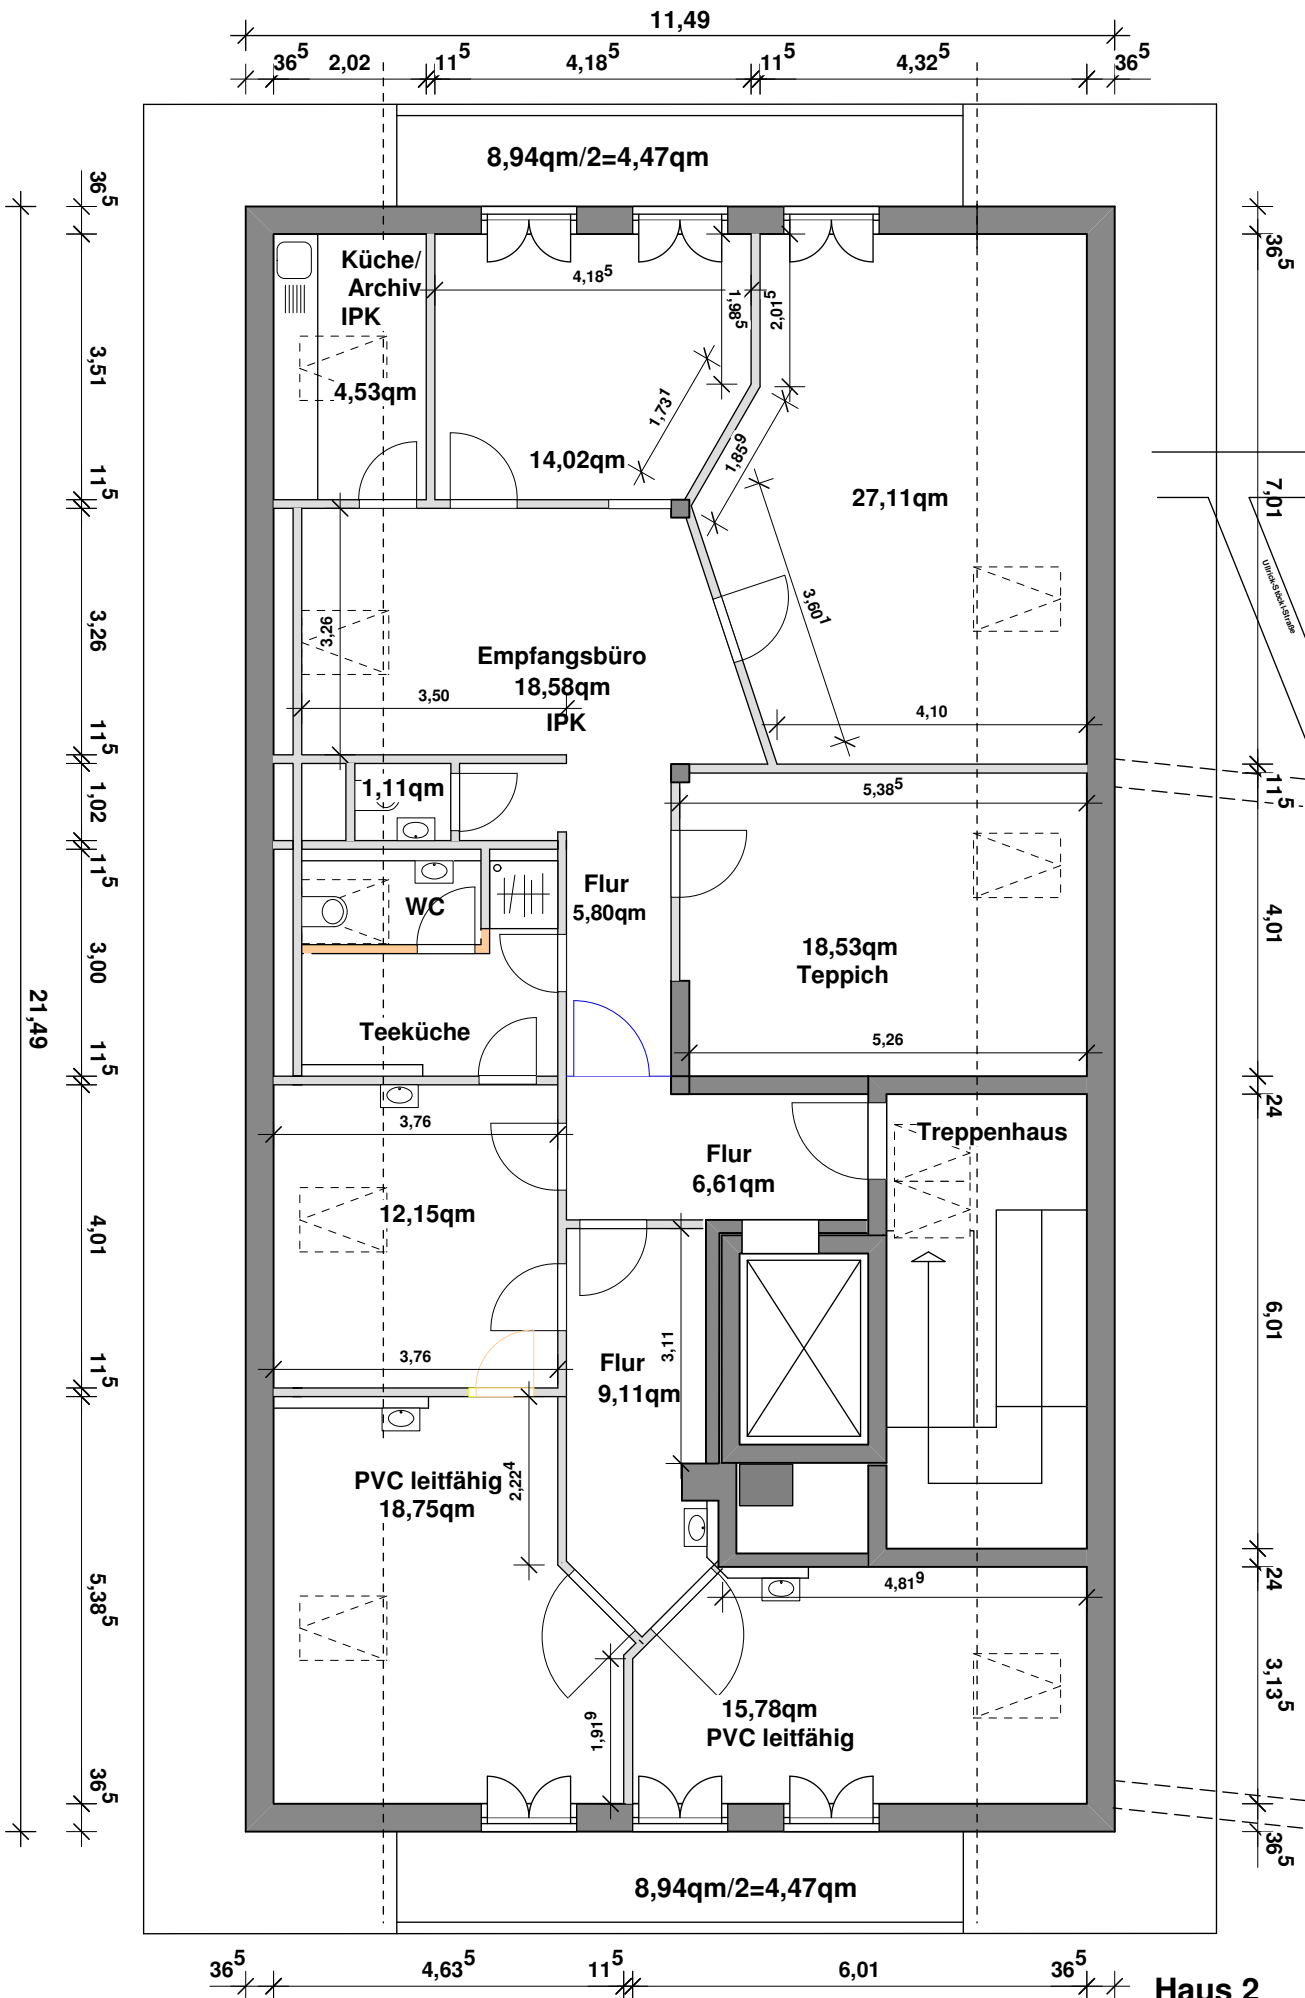 11,49
36⁵ 2,02 11⁵ 4,18⁵ 11⁵ 4,32⁵ 36⁵
8,94qm/2=4,47qm
36⁵
3,51
11⁵
3,26
11⁵
1,02
11⁵
3,00
11⁵
4,01
11⁵
5,38⁵
36⁵
21,49
Küche/
Archiv
IPK
4,53qm
4,18⁵
1,98⁵
2,01⁵
1,73¹
1,85⁹
14,02qm
27,11qm
3,60¹
3,26
Empfangsbüro
18,58qm
IPK
3,50
4,10
1,11qm
5,38⁵
WC
Flur
5,80qm
18,53qm
Teppich
Teeküche
5,26
3,76
Flur
6,61qm
Treppenhaus
12,15qm
3,76
3,11
Flur
9,11qm
PVC leitfähig
18,75qm
2,22⁴
4,81⁹
1,91⁹
15,78qm
PVC leitfähig
8,94qm/2=4,47qm
36⁵
7,01
11⁵
4,01
24
6,01
24
3,13⁵
36⁵
Ullrick-Stöckl-Straße
36⁵ 4,63⁵ 11⁵ 6,01 36⁵
Haus 2